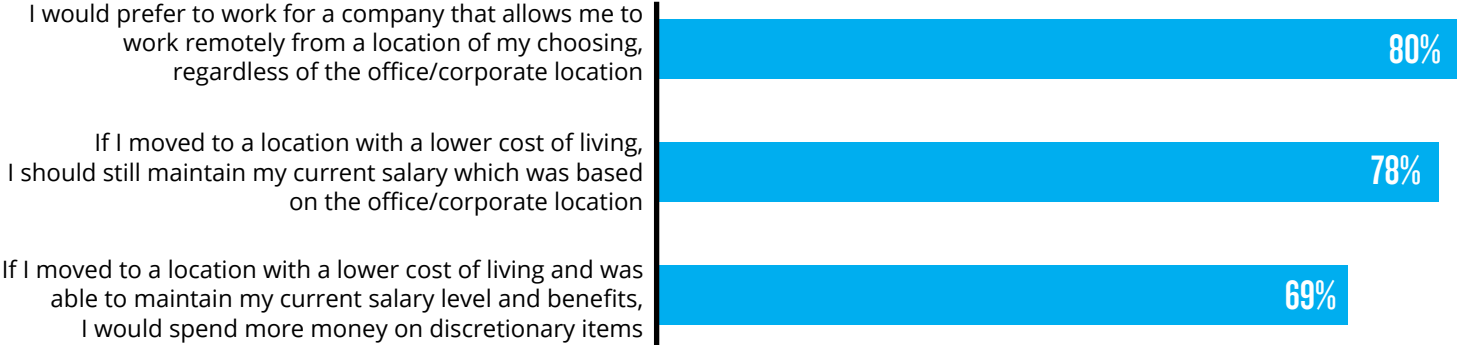 I would prefer to work for a company that allows me to
work remotely from a location of my choosing,
regardless of the office/corporate location
80%
If I moved to a location with a lower cost of living,
I should still maintain my current salary which was based
on the office/corporate location
78%
If I moved to a location with a lower cost of living and was
able to maintain my current salary level and benefits,
I would spend more money on discretionary items
69%